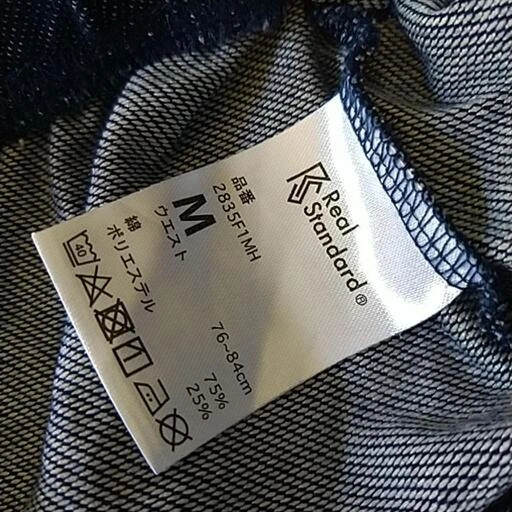 Real
Standard®
品番
2835F1MH
M
ウエスト 76~84cm
綿 75%
ポリエステル 25%
40